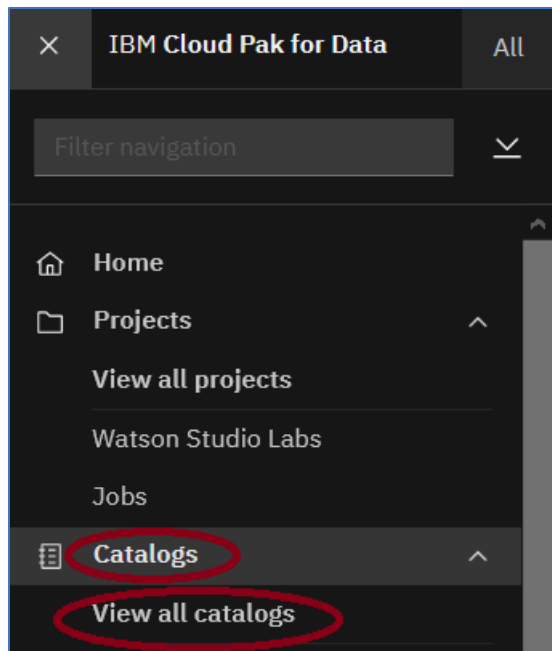 IBM Cloud Pak for Data
All
Filter navigation
Home
Projects
View all projects
Watson Studio Labs
Jobs
Catalogs
View all catalogs